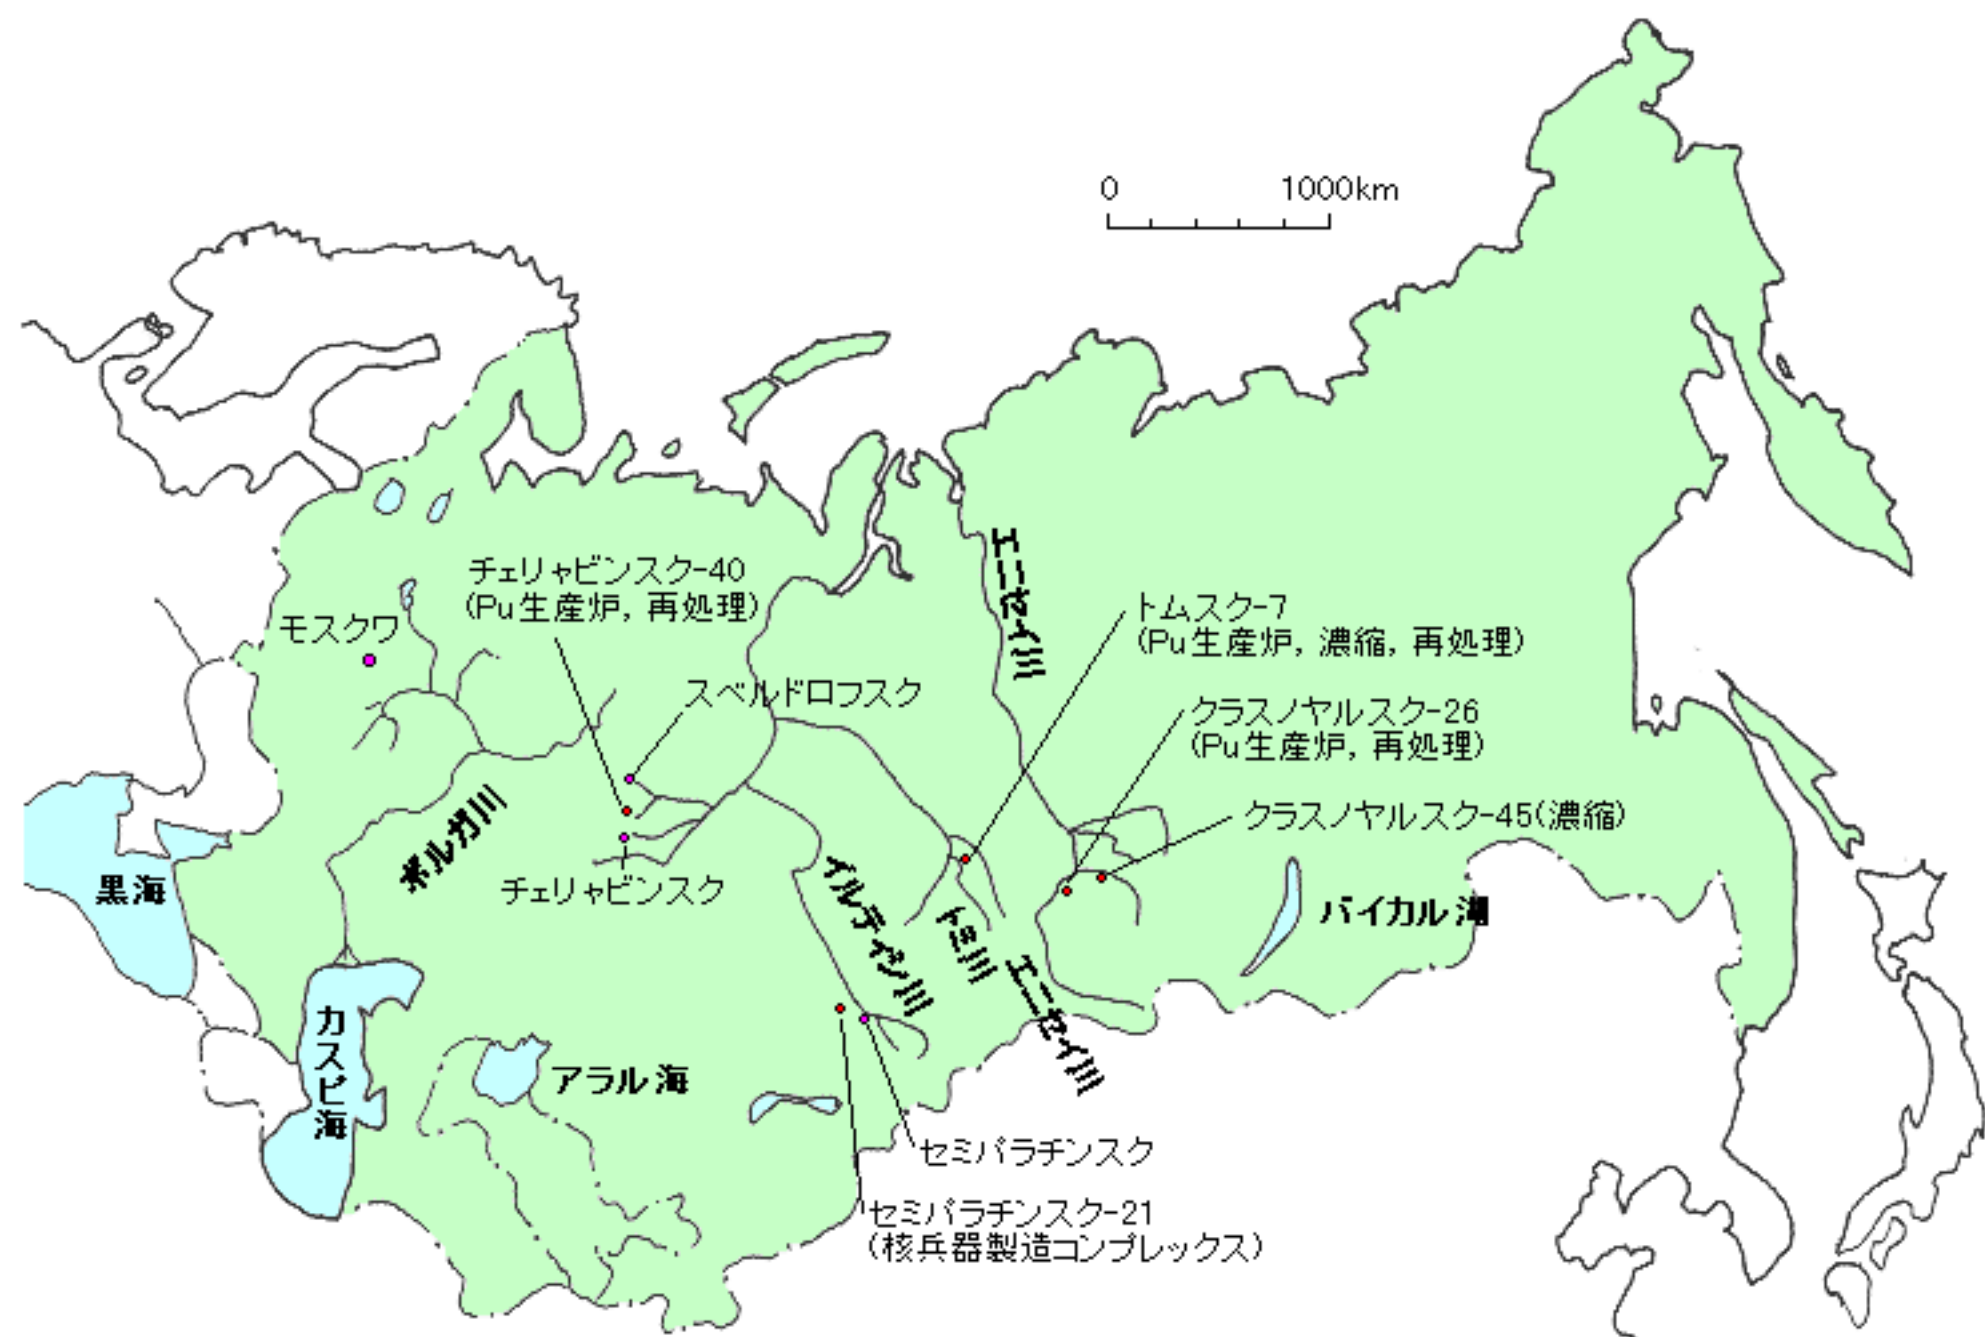 0 1000km
チェリャビンスク-40
(Pu生産炉, 再処理)
モスクワ
エニセイ川
トムスク-7
(Pu生産炉, 濃縮, 再処理)
スベルドロフスク
クラスノヤルスク-26
(Pu生産炉, 再処理)
クラスノヤルスク-45(濃縮)
ボルガ川
チェリャビンスク
黒海
イルティシ川
トミ川
バイカル湖
エニセイ川
カスピ海
アラル海
セミパラチンスク
セミパラチンスク-21
(核兵器製造コンプレックス)